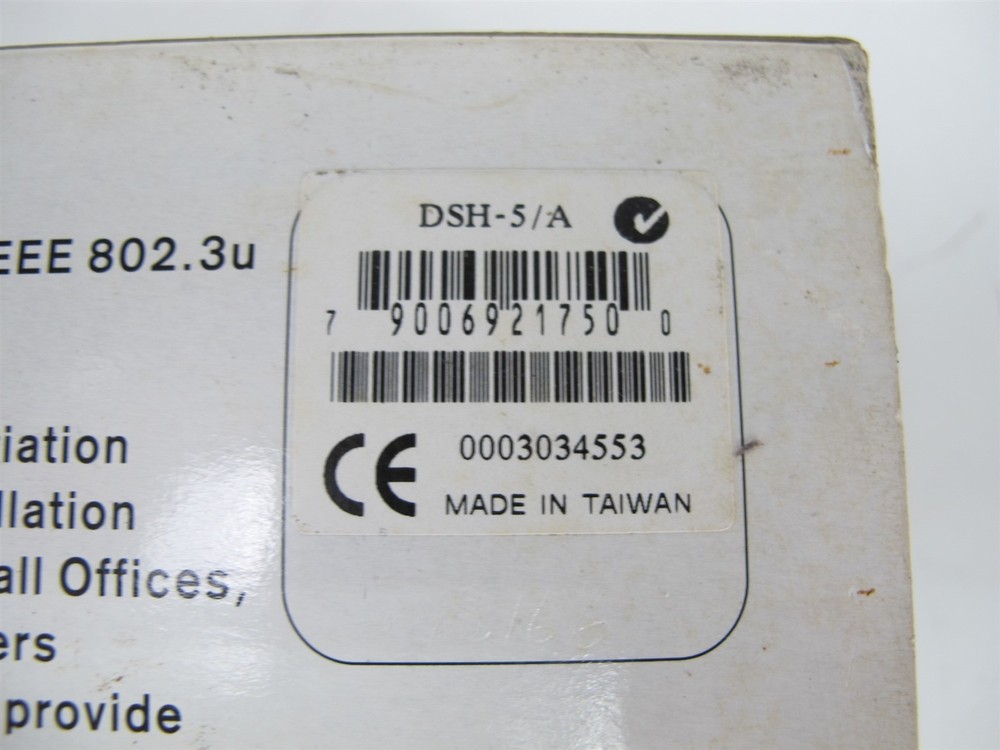 EEE 802.3u
iation
llation
all Offices,
ers
provide
DSH-5/A
7 9006921750 0
CE
0003034553
MADE IN TAIWAN